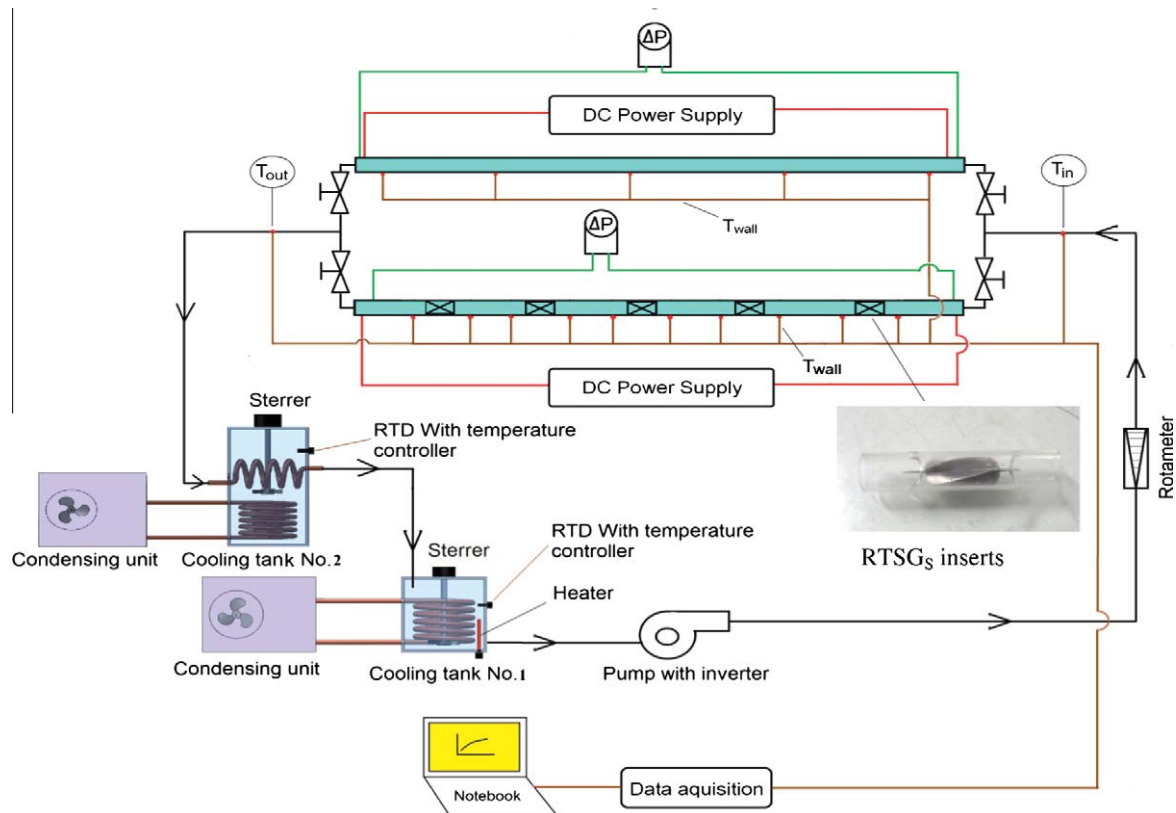 ΔP
DC Power Supply
Tout
Tin
Twall
ΔP
Twall
DC Power Supply
Sterrer
RTD With temperature
controller
Rotameter
Condensing unit
Cooling tank No.2
RTD With temperature
controller
Sterrer
Heater
RTSGS inserts
Condensing unit
Cooling tank No.1
Pump with inverter
Notebook
Data aquisition